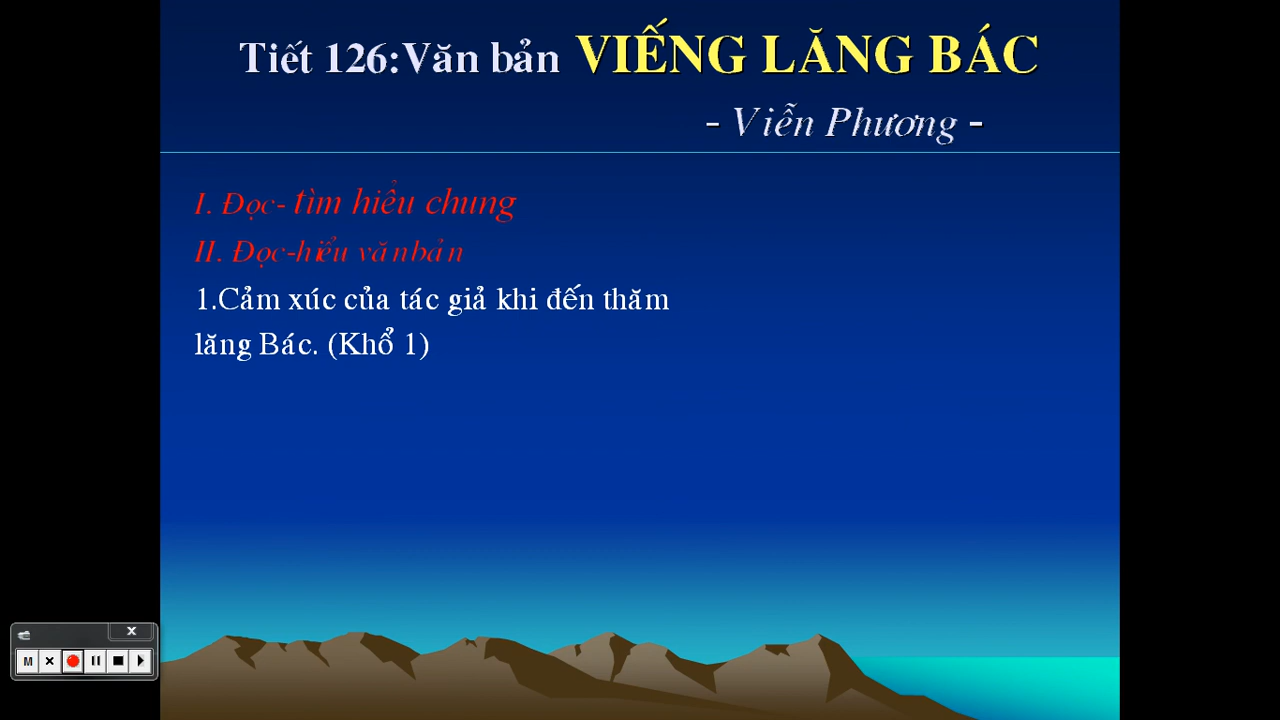 Tiết 126:Văn bản VIẾNG LĂNG BÁC
- Viễn Phương -
I. Đọc- tìm hiểu chung
II. Đọc-hiểu văn bản
1.Cảm xúc của tác giả khi đến thăm
lăng Bác. (Khổ 1)
M